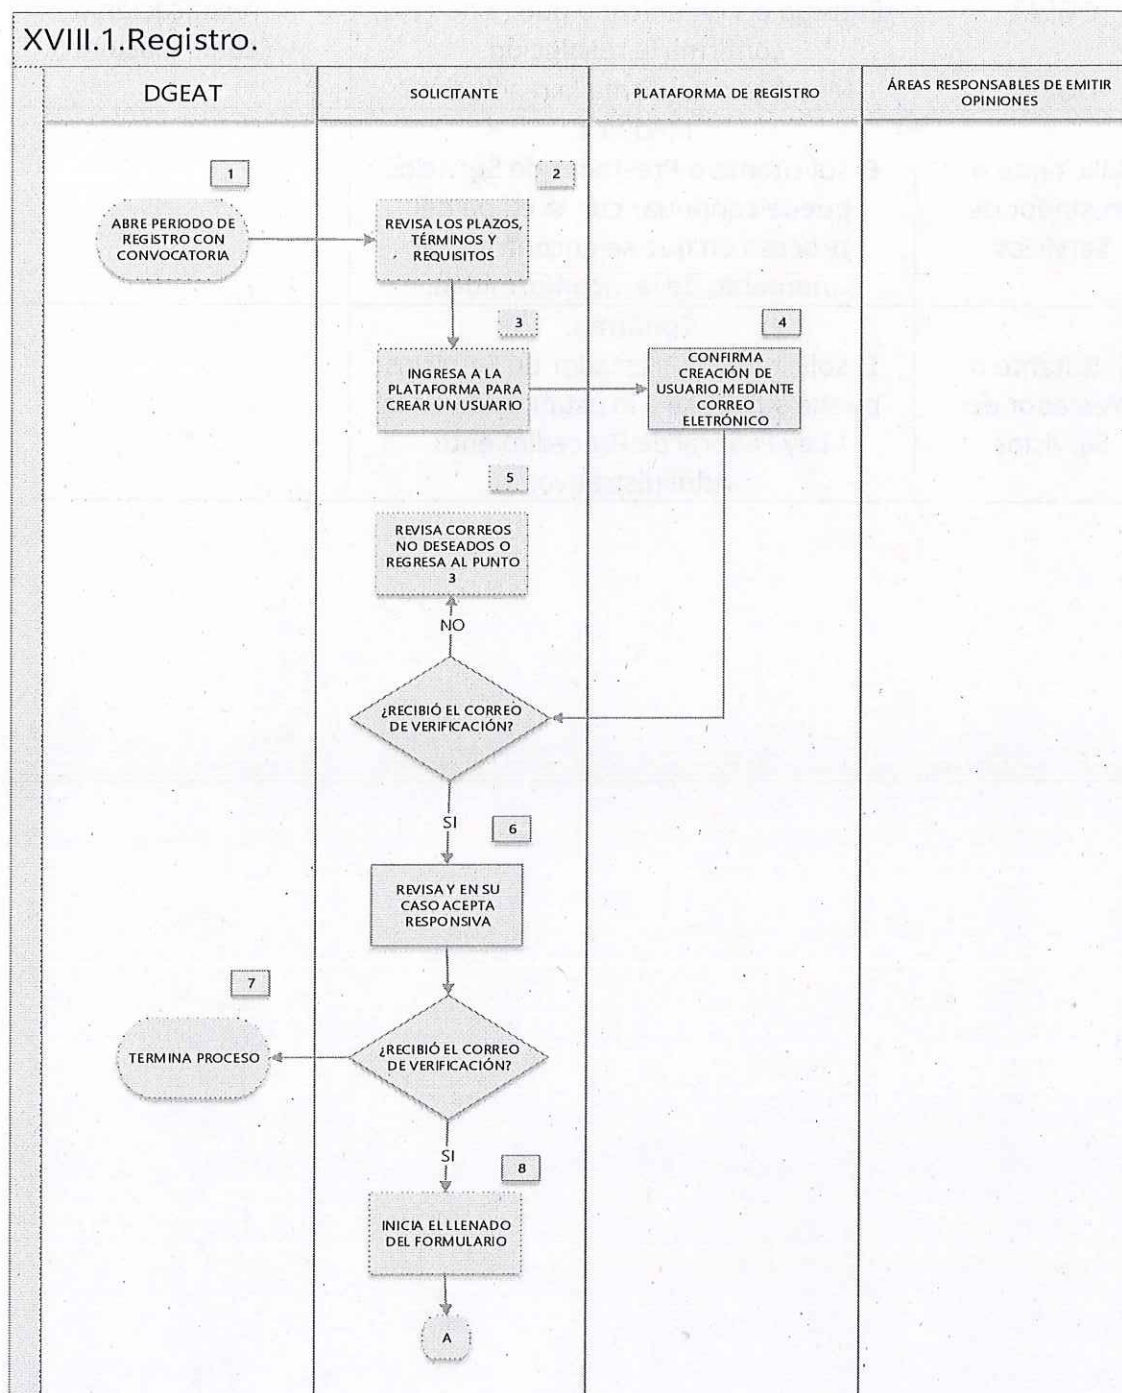 XVIII.1.Registro.
DGEAT
SOLICITANTE
PLATAFORMA DE REGISTRO
ÁREAS RESPONSABLES DE EMITIR
OPINIONES
1
ABRE PERIODO DE
REGISTRO CON
CONVOCATORIA
2
REVISA LOS PLAZOS,
TÉRMINOS Y
REQUISITOS
3
INGRESA A LA
PLATAFORMA PARA
CREAR UN USUARIO
4
CONFIRMA
CREACIÓN DE
USUARIO MEDIANTE
CORREO
ELETRÓNICO
5
REVISA CORREOS
NO DESEADOS O
REGRESA AL PUNTO
3
NO
¿RECIBIÓ EL CORREO
DE VERIFICACIÓN?
SI
6
REVISA Y EN SU
CASO ACEPTA
RESPONSIVA
7
TERMINA PROCESO
¿RECIBIÓ EL CORREO
DE VERIFICACIÓN?
SI
8
INICIA EL LLENADO
DEL FORMULARIO
A